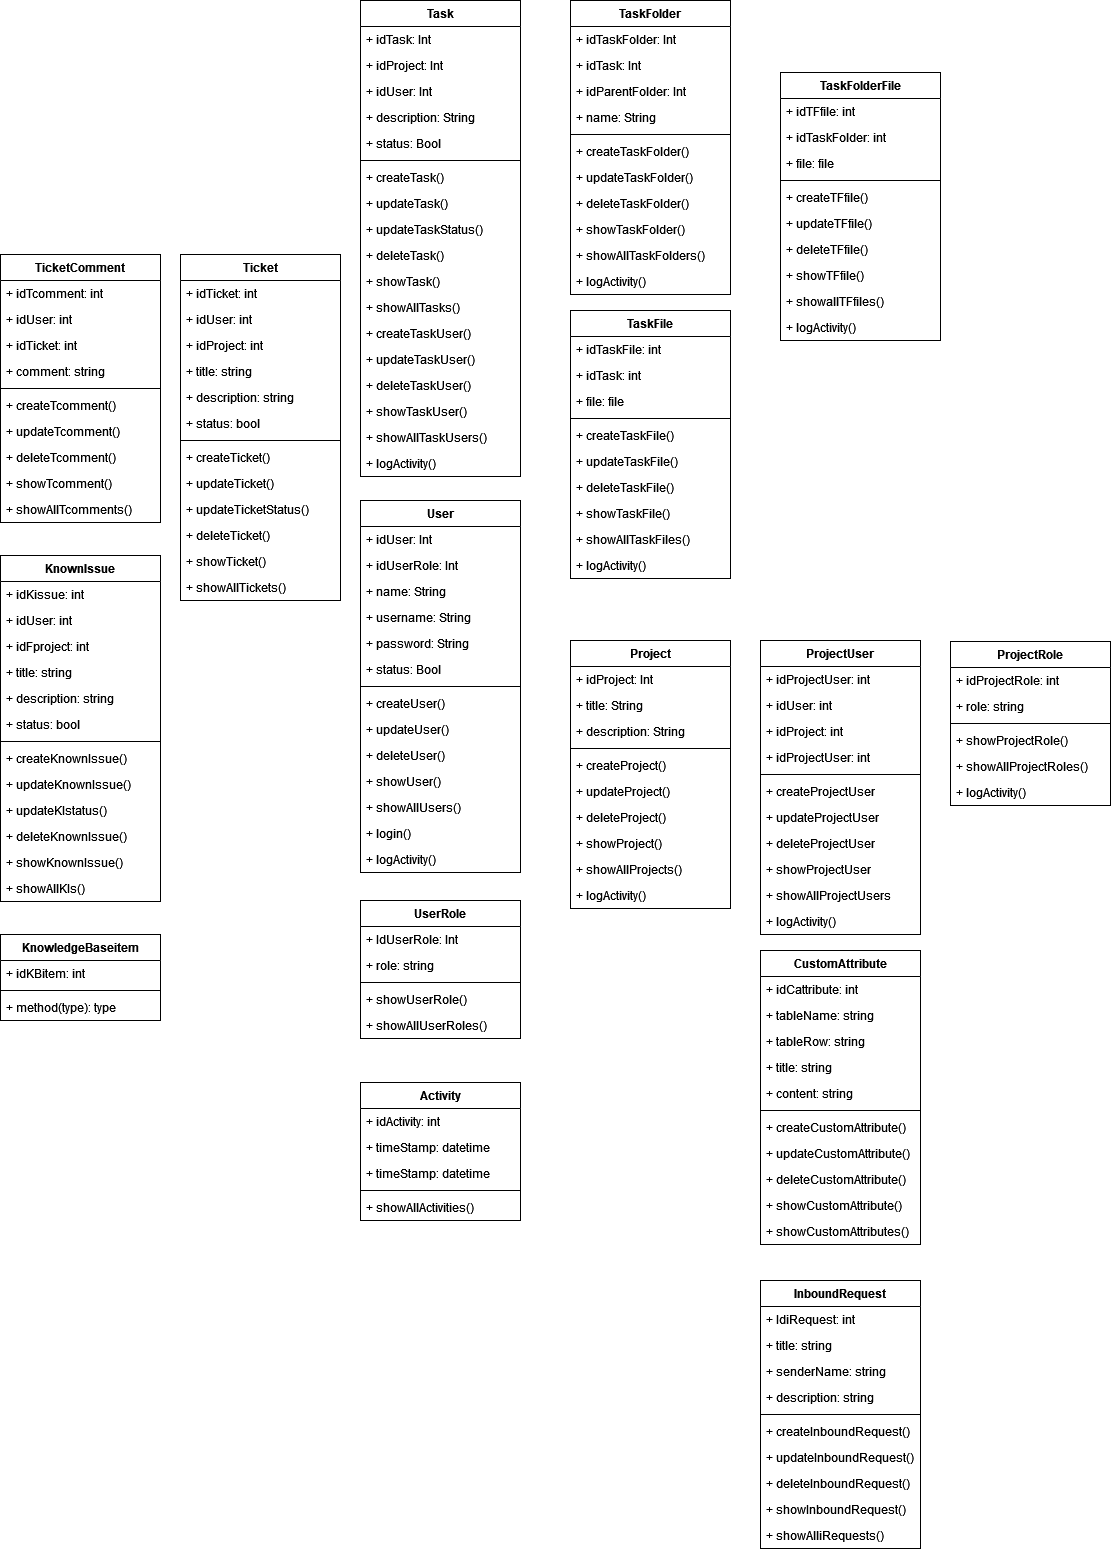 Task
+ idTask: Int
+ idProject: Int
+ idUser: Int
+ description: String
+ status: Bool
+ createTask()
+ updateTask()
+ updateTaskStatus()
+ deleteTask()
+ showTask()
+ showAllTasks()
+ createTaskUser()
+ updateTaskUser()
+ deleteTaskUser()
+ showTaskUser()
+ showAllTaskUsers()
+ logActivity()
TaskFolder
+ idTaskFolder: Int
+ idTask: Int
+ idParentFolder: Int
+ name: String
+ createTaskFolder()
+ updateTaskFolder()
+ deleteTaskFolder()
+ showTaskFolder()
+ showAllTaskFolders()
+ logActivity()
TaskFolderFile
+ idTFfile: int
+ idTaskFolder: int
+ file: file
+ createTFfile()
+ updateTFfile()
+ deleteTFfile()
+ showTFfile()
+ showallTFfiles()
+ logActivity()
TicketComment
+ idTcomment: int
+ idUser: int
+ idTicket: int
+ comment: string
+ createTcomment()
+ updateTcomment()
+ deleteTcomment()
+ showTcomment()
+ showAllTcomments()
Ticket
+ idTicket: int
+ idUser: int
+ idProject: int
+ title: string
+ description: string
+ status: bool
+ createTicket()
+ updateTicket()
+ updateTicketStatus()
+ deleteTicket()
+ showTicket()
+ showAllTickets()
TaskFile
+ idTaskFile: int
+ idTask: int
+ file: file
+ createTaskFile()
+ updateTaskFile()
+ deleteTaskFile()
+ showTaskFile()
+ showAllTaskFiles()
+ logActivity()
User
+ idUser: Int
+ idUserRole: Int
+ name: String
+ username: String
+ password: String
+ status: Bool
+ createUser()
+ updateUser()
+ deleteUser()
+ showUser()
+ showAllUsers()
+ login()
+ logActivity()
KnownIssue
+ idKissue: int
+ idUser: int
+ idFproject: int
+ title: string
+ description: string
+ status: bool
+ createKnownIssue()
+ updateKnownIssue()
+ updateKIstatus()
+ deleteKnownIssue()
+ showKnownIssue()
+ showAllKIs()
Project
+ idProject: Int
+ title: String
+ description: String
+ createProject()
+ updateProject()
+ deleteProject()
+ showProject()
+ showAllProjects()
+ logActivity()
ProjectUser
+ idProjectUser: int
+ idUser: int
+ idProject: int
+ idProjectUser: int
+ createProjectUser
+ updateProjectUser
+ deleteProjectUser
+ showProjectUser
+ showAllProjectUsers
+ logActivity()
ProjectRole
+ idProjectRole: int
+ role: string
+ showProjectRole()
+ showAllProjectRoles()
+ logActivity()
UserRole
+ IdUserRole: Int
+ role: string
+ showUserRole()
+ showAllUserRoles()
KnowledgeBaseitem
+ idKBitem: int
+ method(type): type
CustomAttribute
+ idCattribute: int
+ tableName: string
+ tableRow: string
+ title: string
+ content: string
+ createCustomAttribute()
+ updateCustomAttribute()
+ deleteCustomAttribute()
+ showCustomAttribute()
+ showCustomAttributes()
Activity
+ idActivity: int
+ timeStamp: datetime
+ timeStamp: datetime
+ showAllActivities()
InboundRequest
+ IdiRequest: int
+ title: string
+ senderName: string
+ description: string
+ createInboundRequest()
+ updateInboundRequest()
+ deleteInboundRequest()
+ showInboundRequest()
+ showAlliRequests()